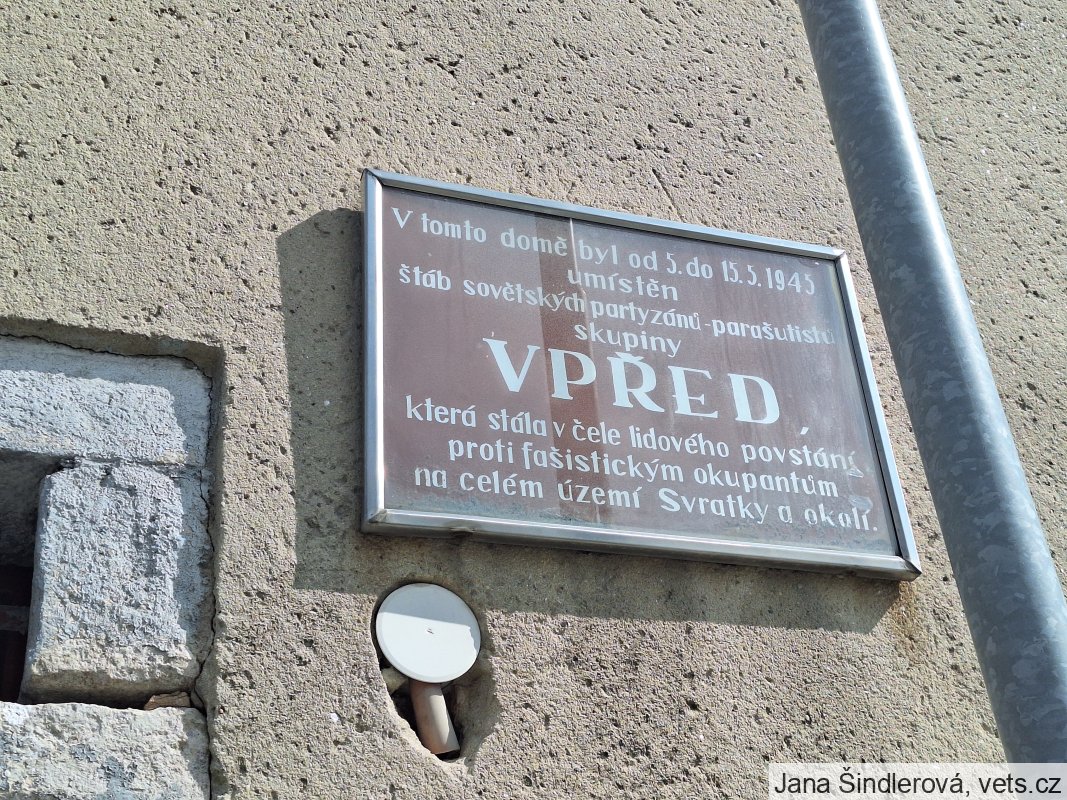 V tomto domě byl od 5. do 15. 5. 1945
umístěn
štáb sovětských partyzánů - parašutistů
skupiny
VPŘED,
která stála v čele lidového povstání
proti fašistickým okupantům
na celém území Svratky a okolí.
Jana Šindlerová, vets.cz